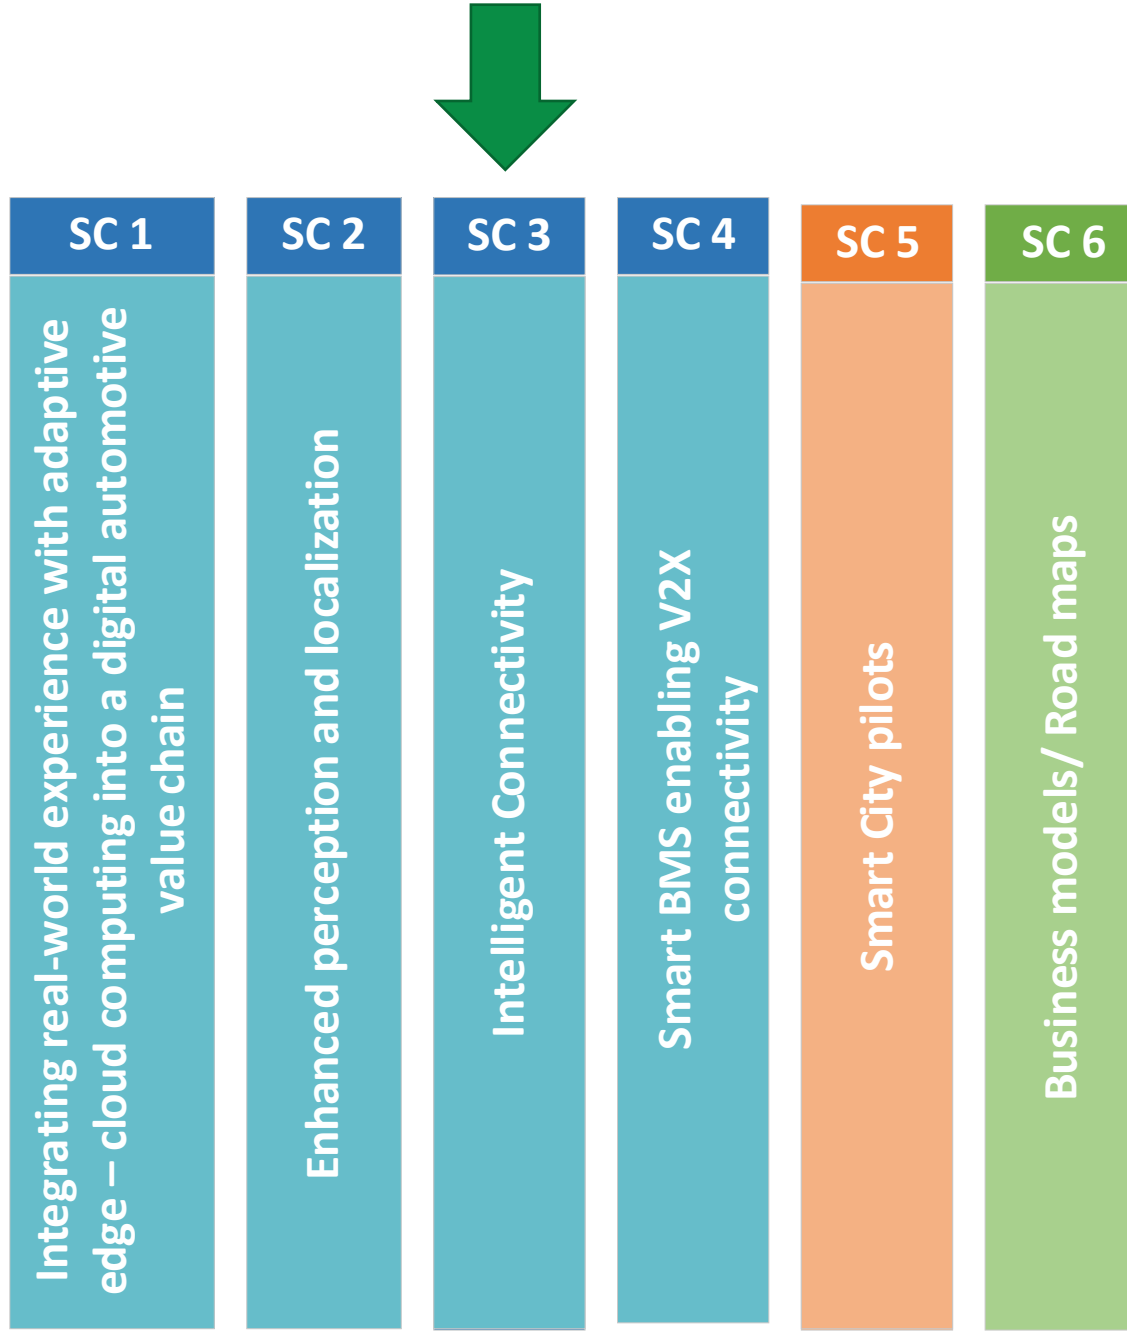 SC 1
Integrating real-world experience with adaptive
edge – cloud computing into a digital automotive
value chain
SC 2
Enhanced perception and localization
SC 3
Intelligent Connectivity
SC 4
Smart BMS enabling V2X
connectivity
SC 5
Smart City pilots
SC 6
Business models/ Road maps